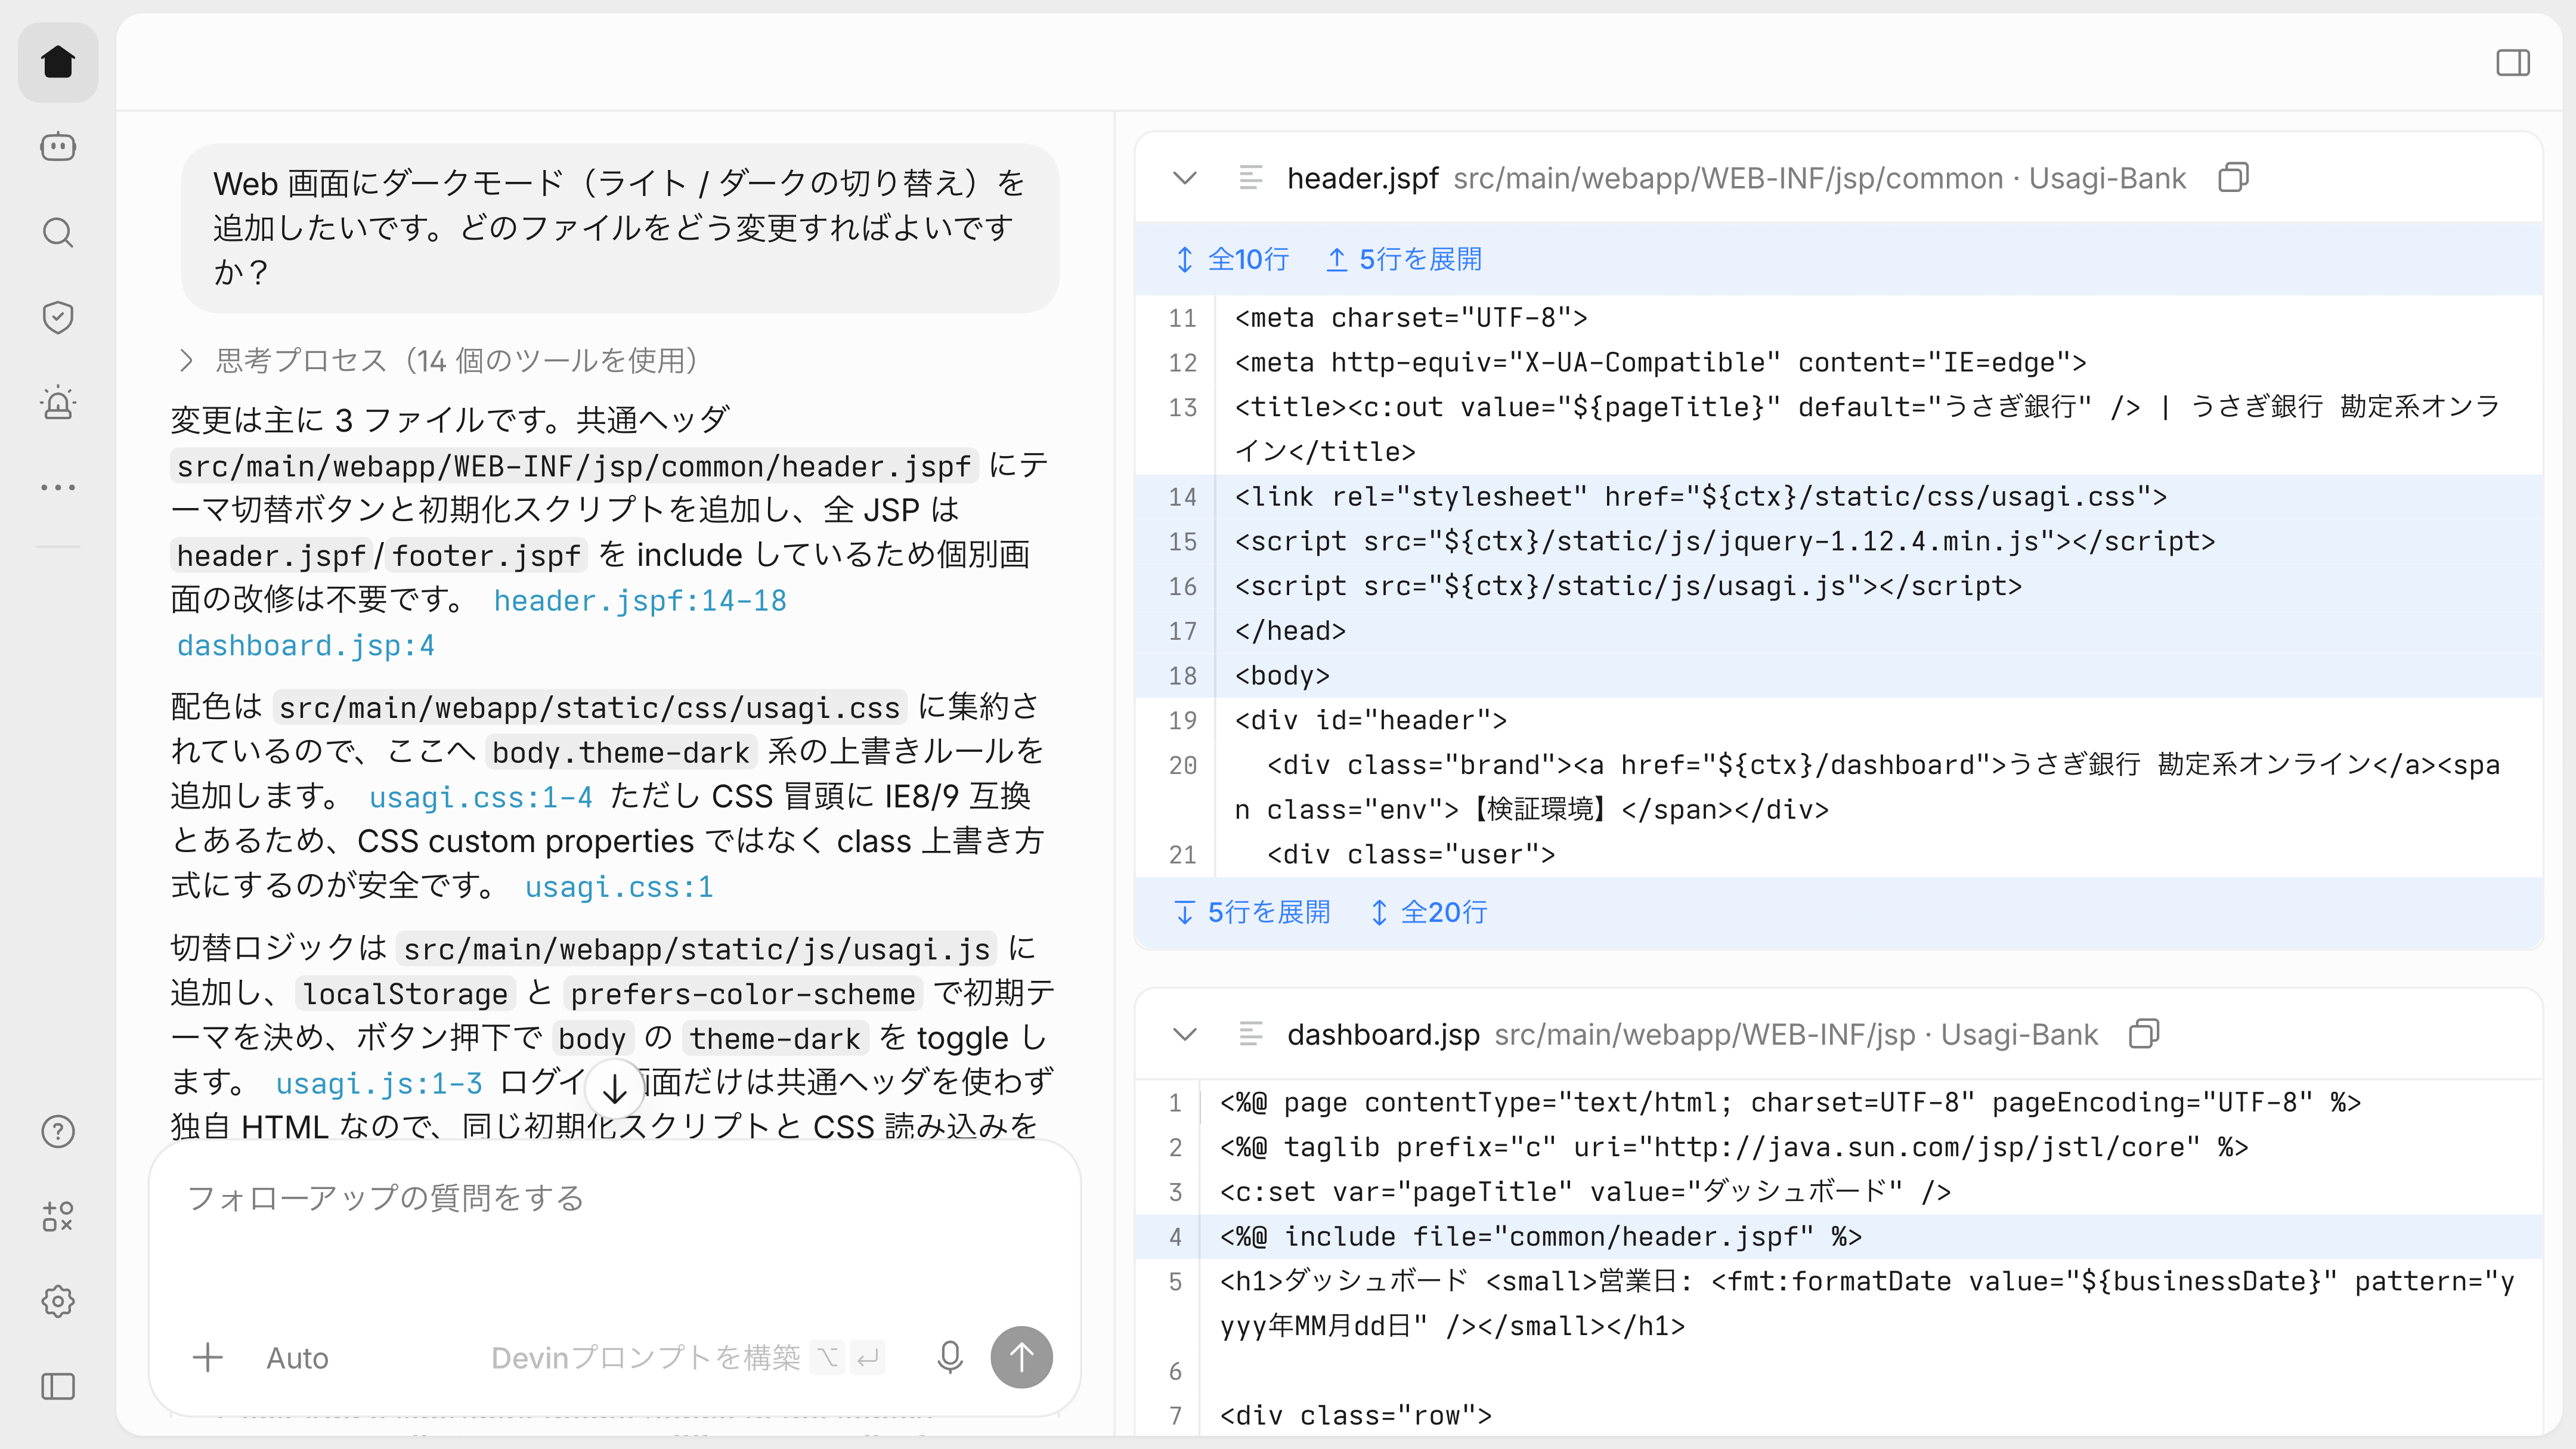 Web 画面にダークモード（ライト / ダークの切り替え）を
追加したいです。どのファイルをどう変更すればよいです
か？
思考プロセス（14 個のツールを使用）
変更は主に 3 ファイルです。共通ヘッダ
src/main/webapp/WEB-INF/jsp/common/header.jspf にテ
ーマ切替ボタンと初期化スクリプトを追加し、全 JSP は
header.jspf/footer.jspf を include しているため個別画
面の改修は不要です。 header.jspf:14-18
dashboard.jsp:4
配色は src/main/webapp/static/css/usagi.css に集約さ
れているので、ここへ body.theme-dark 系の上書きルールを
追加します。 usagi.css:1-4 ただし CSS 冒頭に IE8/9 互換
とあるため、CSS custom properties ではなく class 上書き方
式にするのが安全です。 usagi.css:1
切替ロジックは src/main/webapp/static/js/usagi.js に
追加し、localStorage と prefers-color-scheme で初期テ
ーマを決め、ボタン押下で body の theme-dark を toggle し
ます。 usagi.js:1-3 ログイ 画面だけは共通ヘッダを使わず
独自 HTML なので、同じ初期化スクリプトと CSS 読み込みを
フォローアップの質問をする
Auto
Devinプロンプトを構築 ⌥ ↵
header.jspf src/main/webapp/WEB-INF/jsp/common · Usagi-Bank
全10行 5行を展開
11 <meta charset="UTF-8">
12 <meta http-equiv="X-UA-Compatible" content="IE=edge">
13 <title><c:out value="${pageTitle}" default="うさぎ銀行" /> | うさぎ銀行 勘定系オンラ
イン</title>
14 <link rel="stylesheet" href="${ctx}/static/css/usagi.css">
15 <script src="${ctx}/static/js/jquery-1.12.4.min.js"></script>
16 <script src="${ctx}/static/js/usagi.js"></script>
17 </head>
18 <body>
19 <div id="header">
20 <div class="brand"><a href="${ctx}/dashboard">うさぎ銀行 勘定系オンライン</a><spa
n class="env">【検証環境】</span></div>
21 <div class="user">
5行を展開 全20行
dashboard.jsp src/main/webapp/WEB-INF/jsp · Usagi-Bank
1 <%@ page contentType="text/html; charset=UTF-8" pageEncoding="UTF-8" %>
2 <%@ taglib prefix="c" uri="http://java.sun.com/jsp/jstl/core" %>
3 <c:set var="pageTitle" value="ダッシュボード" />
4 <%@ include file="common/header.jspf" %>
5 <h1>ダッシュボード <small>営業日: <fmt:formatDate value="${businessDate}" pattern="y
yyy年MM月dd日" /></small></h1>
6
7 <div class="row">